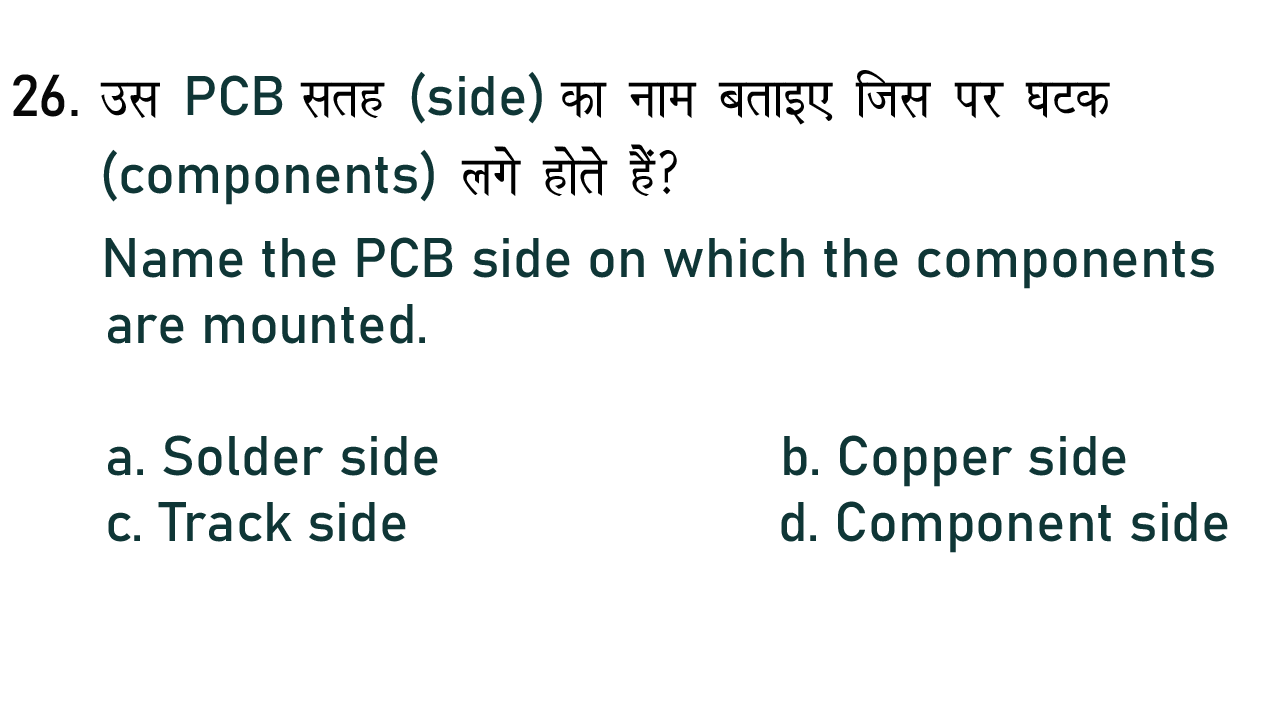 26. उस PCB सतह (side) का नाम बताइए जिस पर घटक
(components) लगे होते हैं?
Name the PCB side on which the components
are mounted.
a. Solder side b. Copper side
c. Track side d. Component side